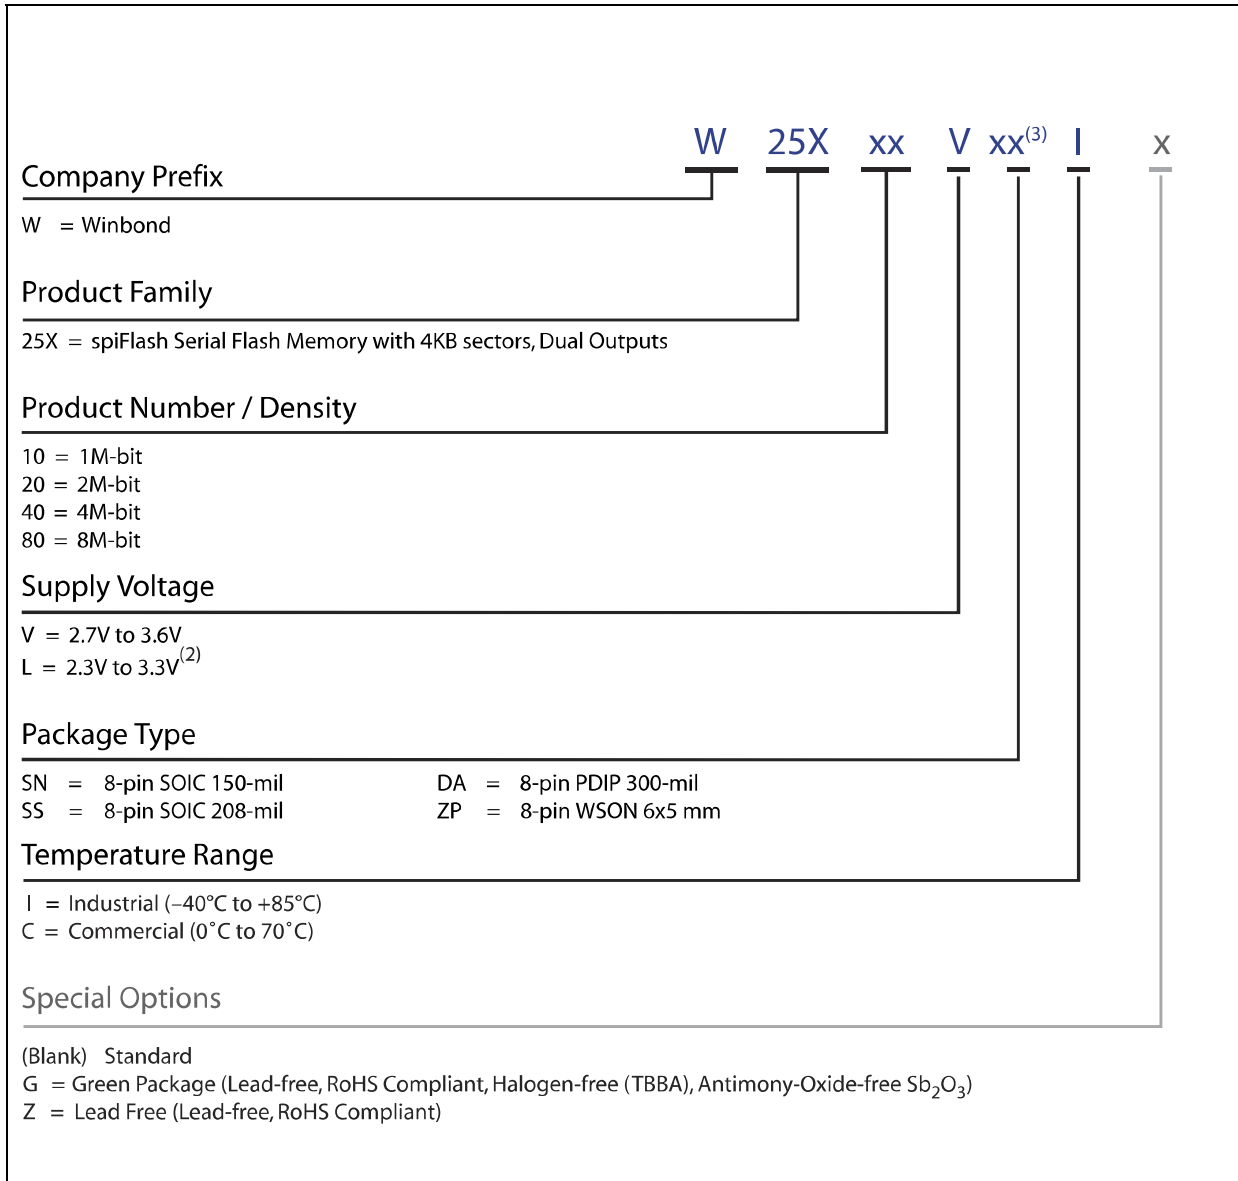 W 25X xx V xx(3) I x
Company Prefix
W = Winbond
Product Family
25X = spiFlash Serial Flash Memory with 4KB sectors, Dual Outputs
Product Number / Density
10 = 1M-bit
20 = 2M-bit
40 = 4M-bit
80 = 8M-bit
Supply Voltage
V = 2.7V to 3.6V
L = 2.3V to 3.3V(2)
Package Type
SN = 8-pin SOIC 150-mil DA = 8-pin PDIP 300-mil
SS = 8-pin SOIC 208-mil ZP = 8-pin WSON 6x5 mm
Temperature Range
I = Industrial (–40°C to +85°C)
C = Commercial (0˚C to 70˚C)
Special Options
(Blank) Standard
G = Green Package (Lead-free, RoHS Compliant, Halogen-free (TBBA), Antimony-Oxide-free Sb2O3)
Z = Lead Free (Lead-free, RoHS Compliant)